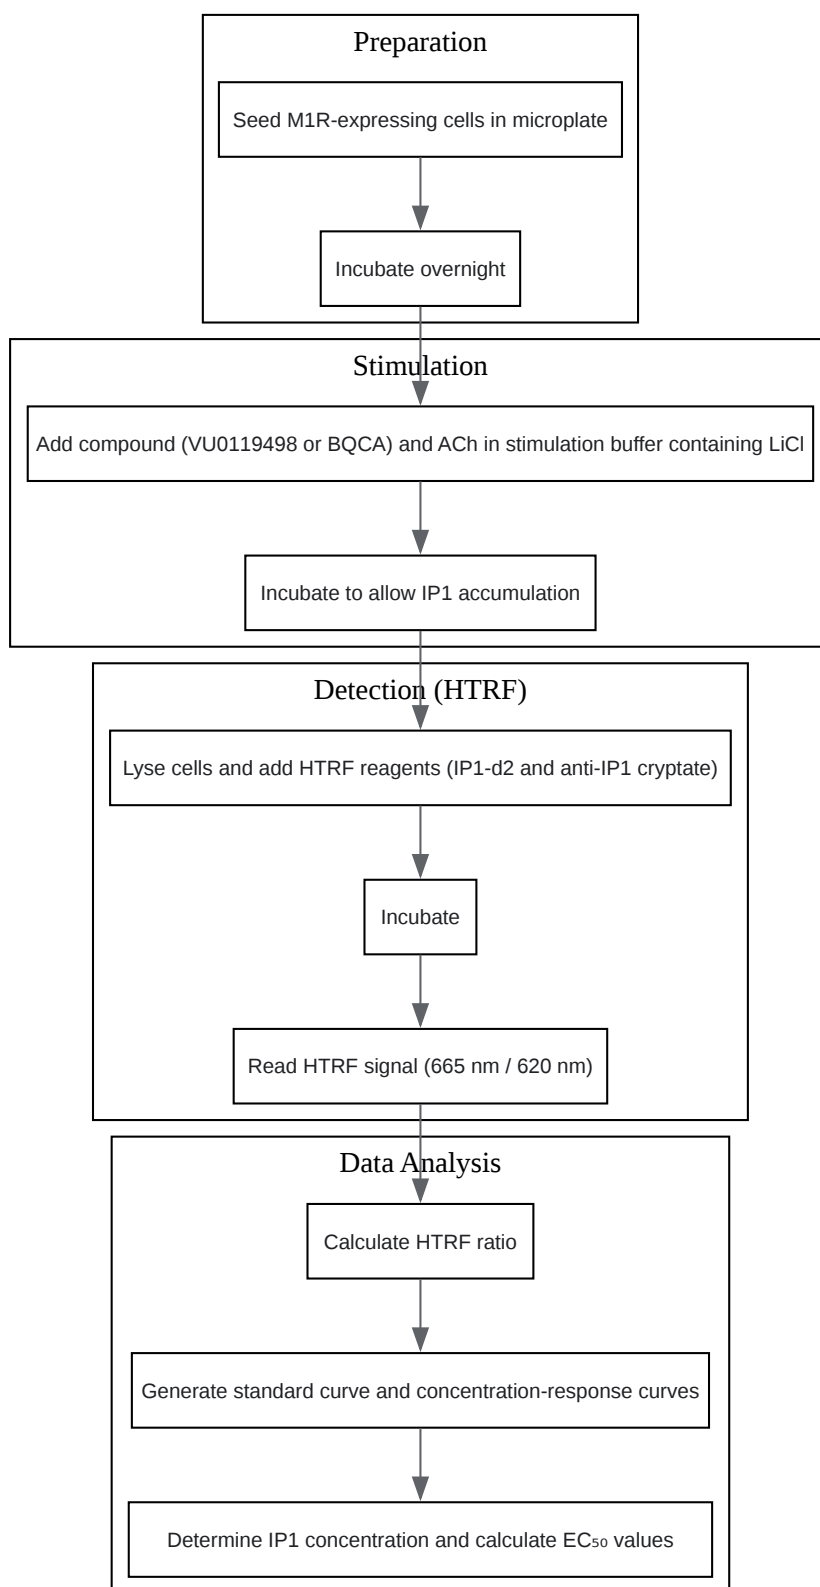 Preparation
Seed M1R-expressing cells in microplate
Incubate overnight
Stimulation
Add compound (VU0119498 or BQCA) and ACh in stimulation buffer containing LiCl
Incubate to allow IP1 accumulation
Detection (HTRF)
Lyse cells and add HTRF reagents (IP1-d2 and anti-IP1 cryptate)
Incubate
Read HTRF signal (665 nm / 620 nm)
Data Analysis
Calculate HTRF ratio
Generate standard curve and concentration-response curves
Determine IP1 concentration and calculate EC₅₀ values